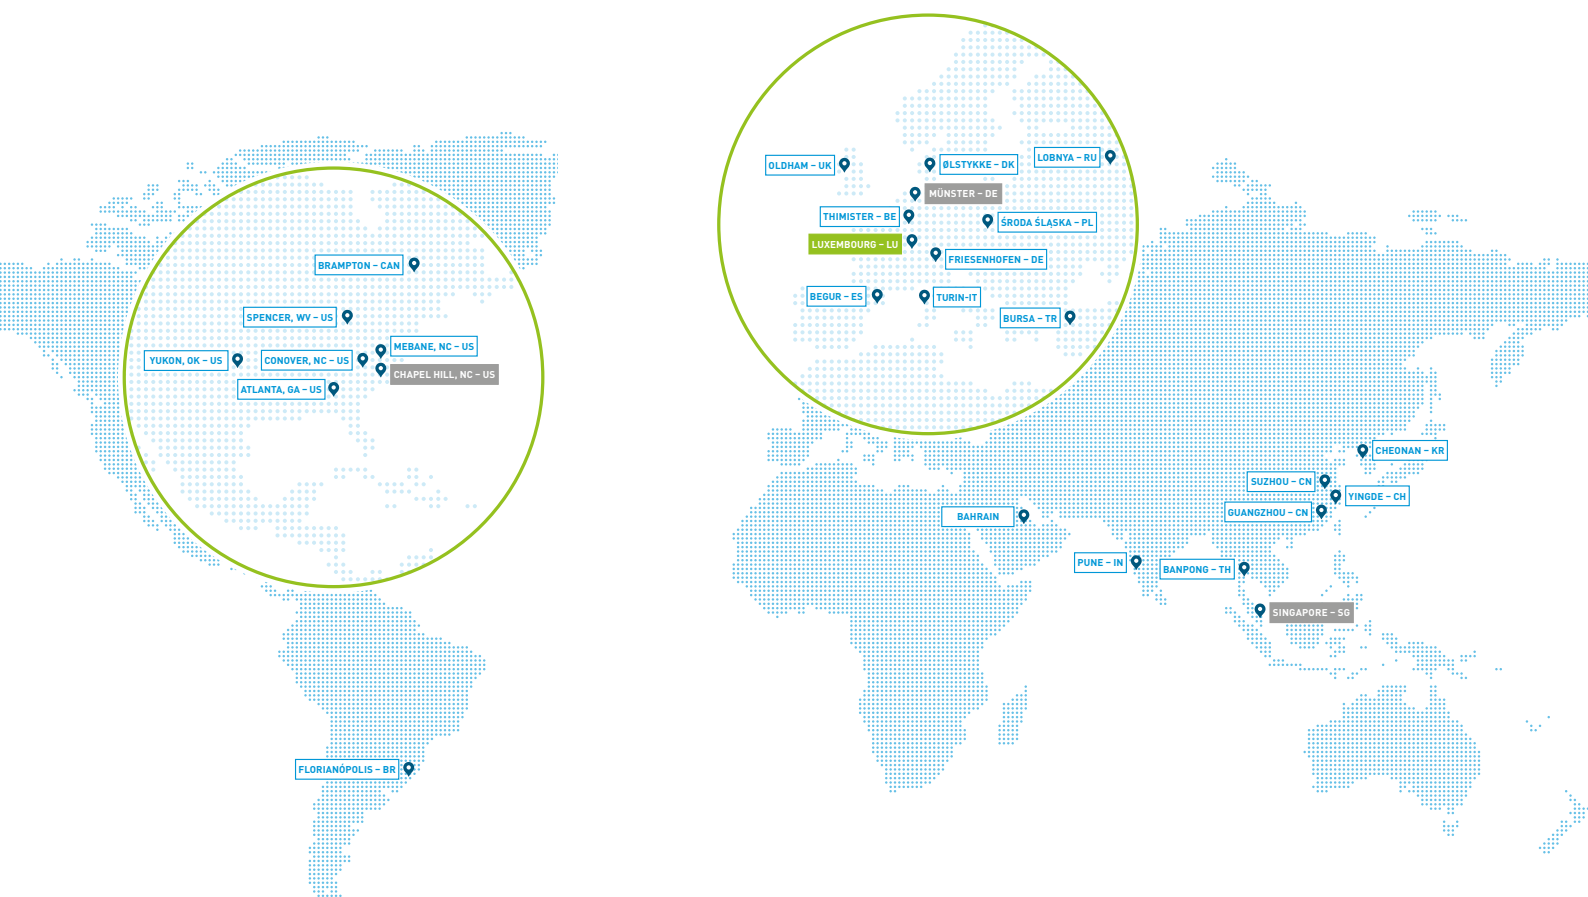 OLDHAM – UK
ØLSTYKKE – DK
LOBNYA – RU
MÜNSTER – DE
THIMISTER – BE
ŚRODA ŚLĄSKA – PL
LUXEMBOURG – LU
FRIESENHOFEN – DE
BEGUR – ES
TURIN-IT
BURSA – TR
BRAMPTON – CAN
SPENCER, WV – US
MEBANE, NC – US
YUKON, OK – US
CONOVER, NC – US
CHAPEL HILL, NC – US
ATLANTA, GA – US
CHEONAN – KR
SUZHOU – CN
YINGDE – CH
GUANGZHOU – CN
BAHRAIN
PUNE – IN
BANPONG – TH
SINGAPORE – SG
FLORIANÓPOLIS – BR